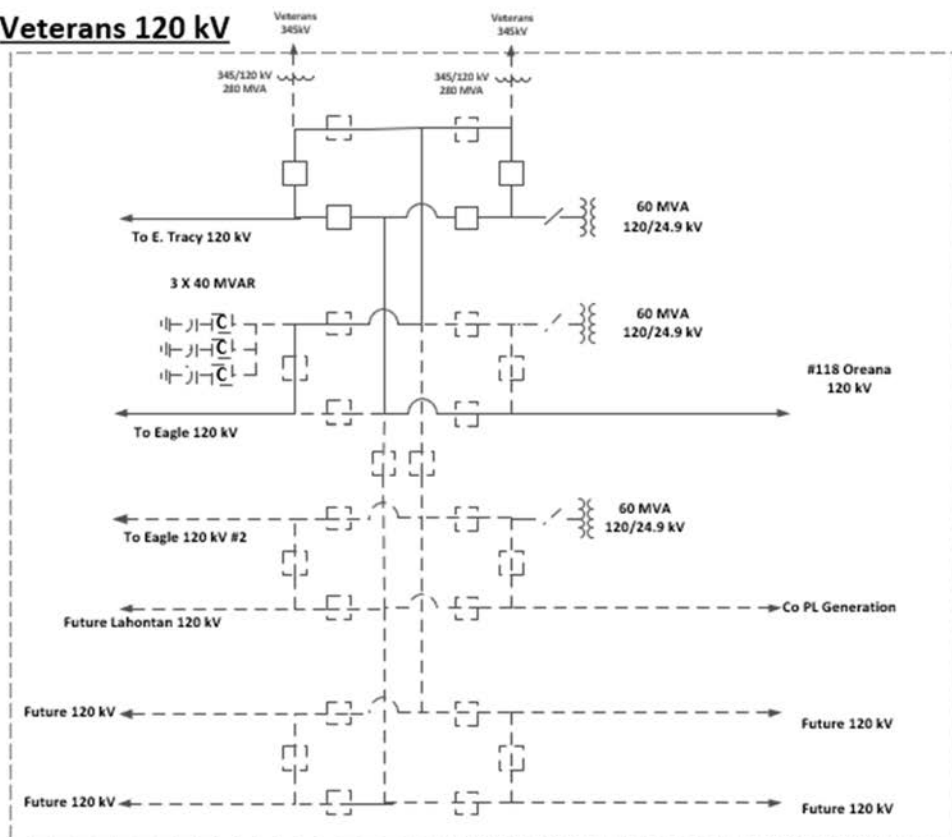 Veterans 120 kV
Veterans
345kV
Veterans
345kV
345/120 kV
280 MVA
345/120 kV
280 MVA
60 MVA
120/24.9 kV
To E. Tracy 120 kV
3 X 40 MVAR
C
C
C
60 MVA
120/24.9 kV
#118 Oreana
120 kV
To Eagle 120 kV
60 MVA
120/24.9 kV
To Eagle 120 kV #2
Co PL Generation
Future Lahontan 120 kV
Future 120 kV
Future 120 kV
Future 120 kV
Future 120 kV